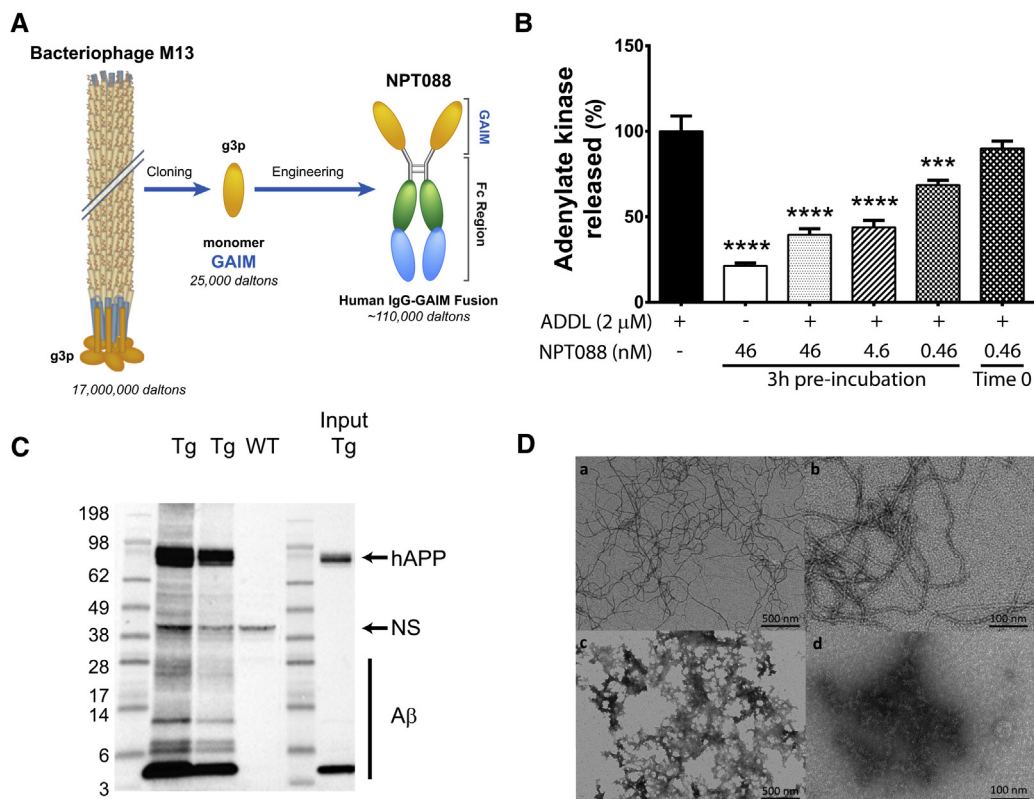 A
Bacteriophage M13
g3p
17,000,000 daltons
Cloning
g3p
monomer
GAIM
25,000 daltons
Engineering
NPT088
GAIM
Fc Region
Human IgG-GAIM Fusion
~110,000 daltons
B
Adenylate kinase
released (%)
150
100
50
0
**** **** **** ***
ADDL (2 μM) + - + + + +
NPT088 (nM) - 46 46 4.6 0.46 0.46
3h pre-incubation Time 0
C
Input
Tg Tg WT Tg
198
98
62
49
38
28
17
14
6
3
hAPP
NS
Aβ
D
a
500 nm
b
100 nm
c
500 nm
d
100 nm